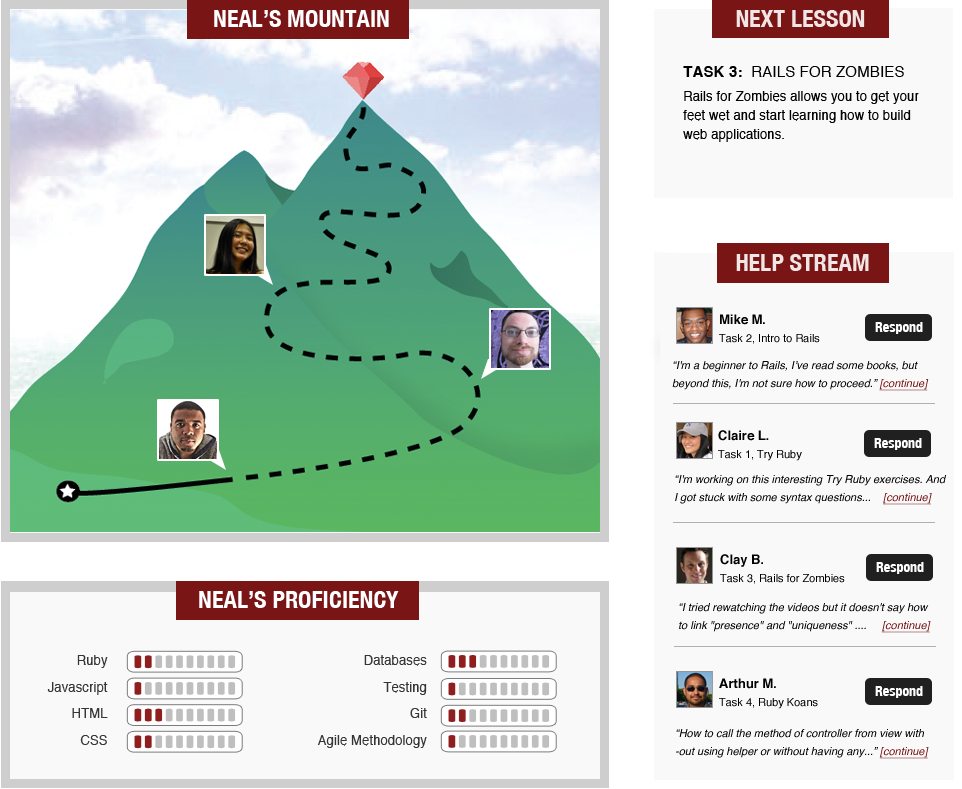 NEAL'S MOUNTAIN
NEXT LESSON
TASK 3: RAILS FOR ZOMBIES
Rails for Zombies allows you to get your
feet wet and start learning how to build
web applications.
HELP STREAM
Mike M.
Task 2, Intro to Rails
Respond
“I'm a beginner to Rails, I've read some books, but
beyond this, I'm not sure how to proceed.” [continue]
Claire L.
Task 1, Try Ruby
Respond
“I'm working on this interesting Try Ruby exercises. And
I got stuck with some syntax questions... [continue]
Clay B.
Task 3, Rails for Zombies
Respond
“I tried rewatching the videos but it doesn't say how
to link "presence" and "uniqueness" .... [continue]
Arthur M.
Task 4, Ruby Koans
Respond
“How to call the method of controller from view with
-out using helper or without having any...” [continue]
NEAL'S PROFICIENCY
Ruby
Javascript
HTML
CSS
Databases
Testing
Git
Agile Methodology